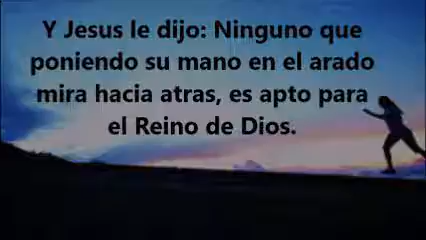 Y Jesus le dijo: Ninguno que
poniendo su mano en el arado
mira hacia atras, es apto para
el Reino de Dios.